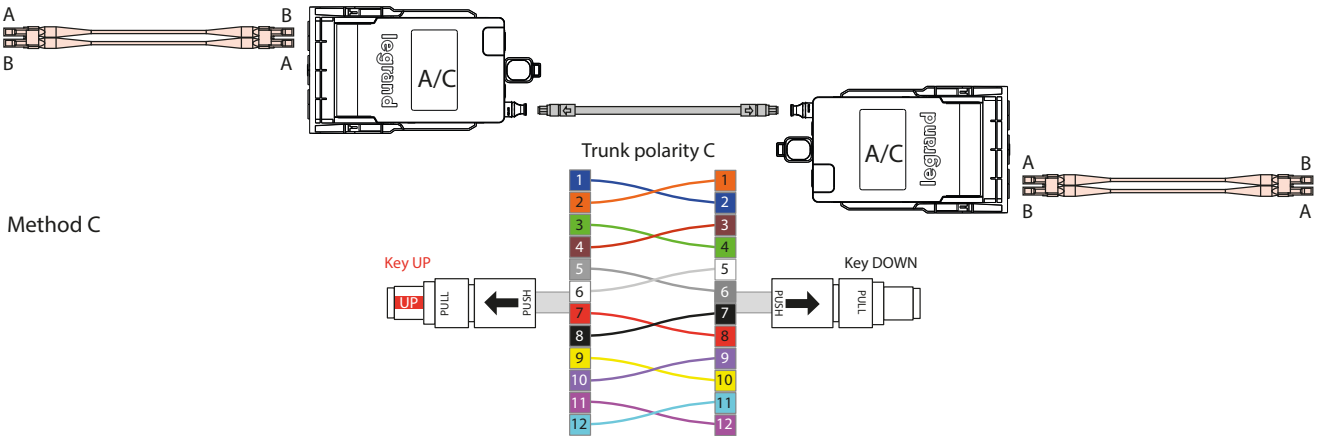 A B
B A
legrand
A/C
A/C
legrand
A B
B A
Trunk polarity C
1 1
2 2
3 3
4 4
5 5
6 6
7 7
8 8
9 9
10 10
11 11
12 12
Method C
Key UP
UP
PULL
PUSH
Key DOWN
PUSH
PULL